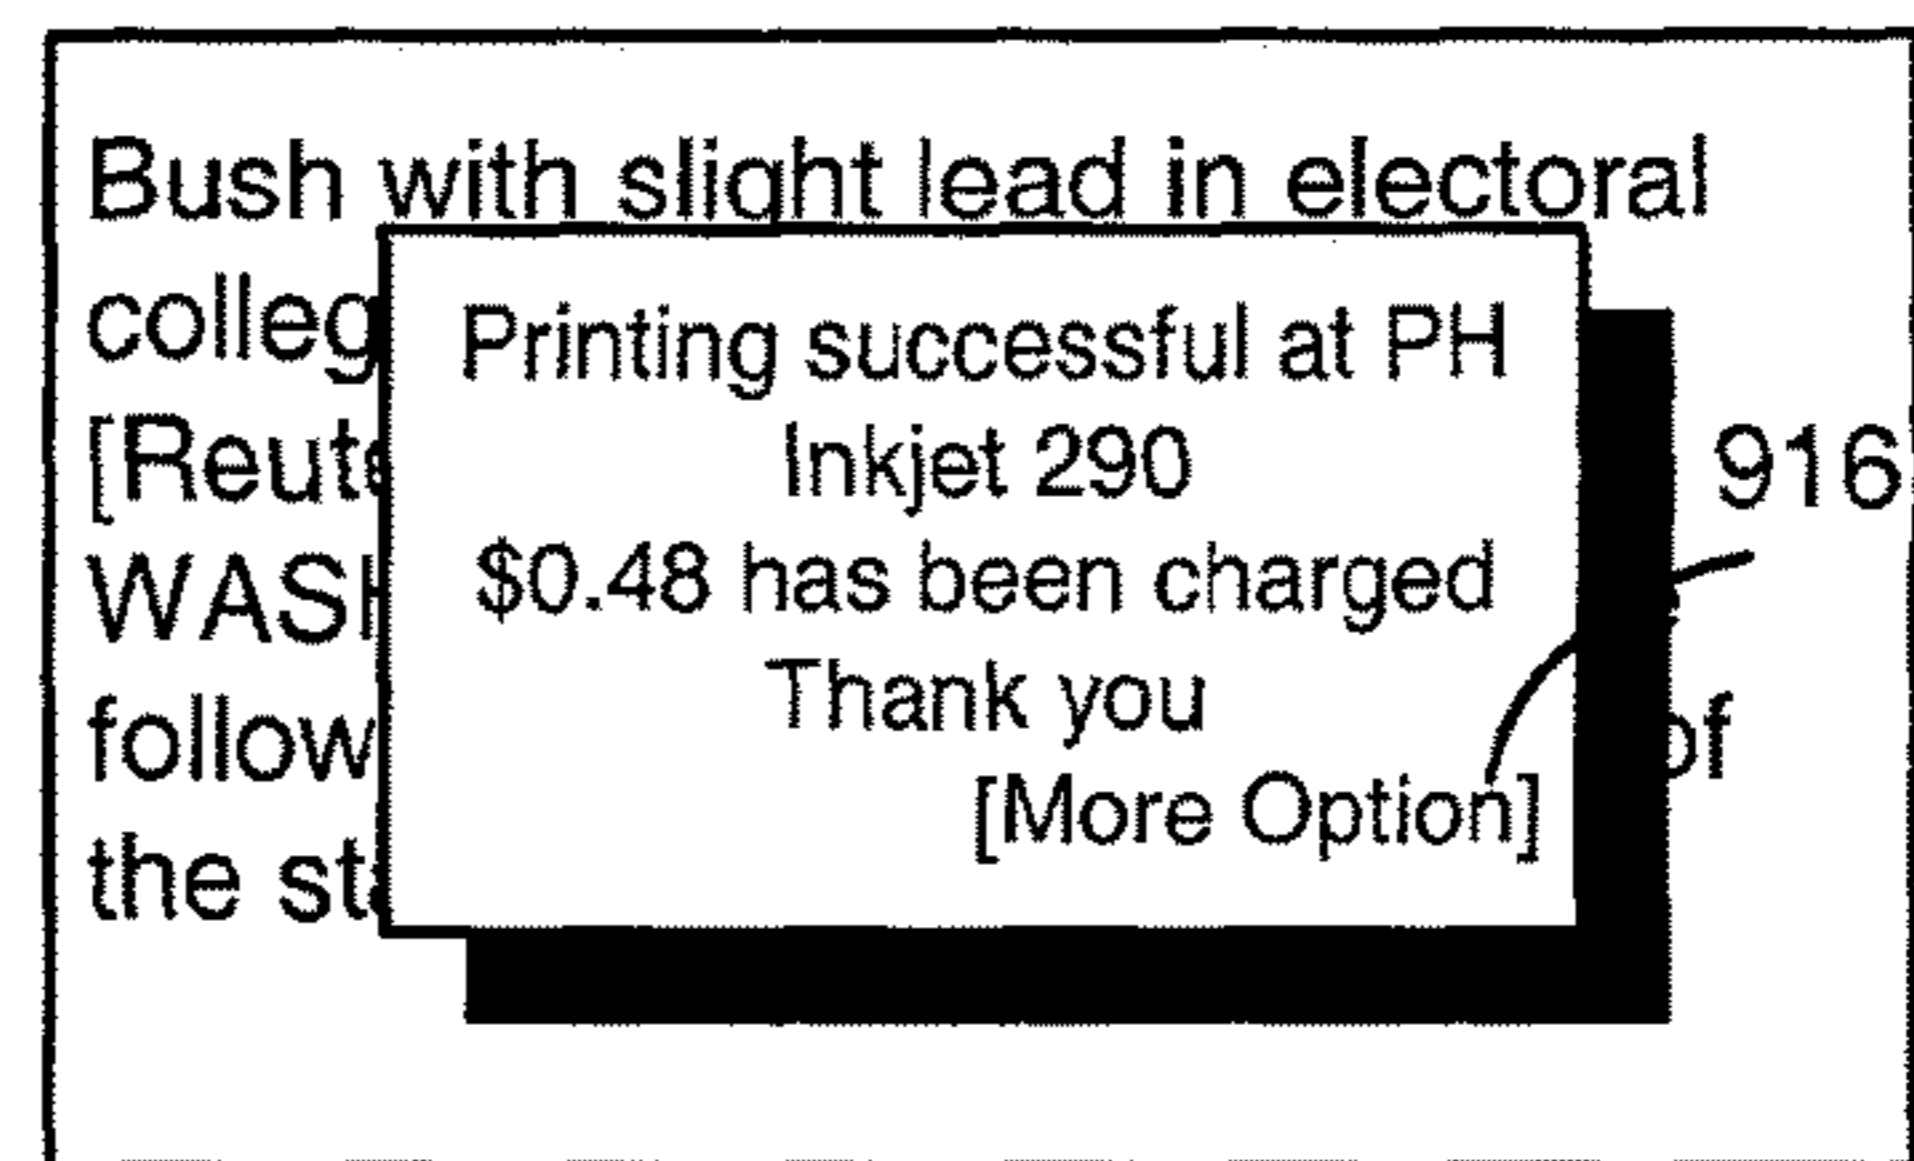 Bush with slight lead in electoral
colleg
[Reute
WASH
follow of
the sta
Printing successful at PH
Inkjet 290
$0.48 has been charged
Thank you
[More Option]
916